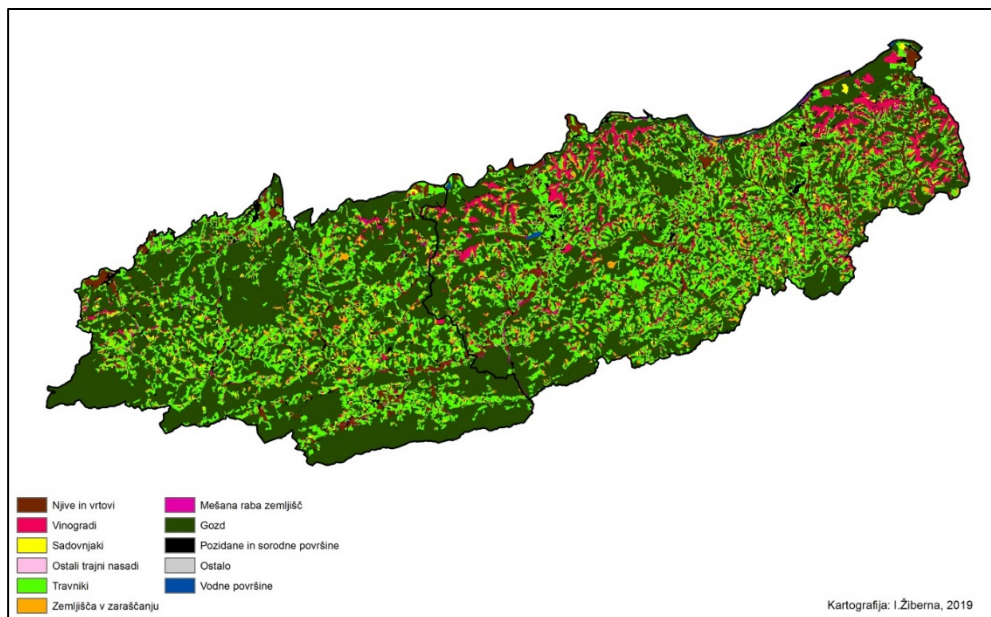 Njive in vrtovi
Vinogradi
Sadovnjaki
Ostali trajni nasadi
Travniki
Zemljišča v zaraščanju
Mešana raba zemljišč
Gozd
Pozidane in sorodne površine
Ostalo
Vodne površine
Kartografija: I.Žiberna, 2019